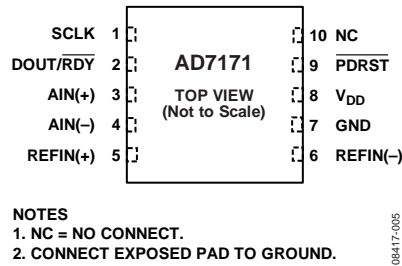 SCLK 1
DOUT/RDY 2
AIN(+) 3
AIN(–) 4
REFIN(+) 5
AD7171
TOP VIEW
(Not to Scale)
10 NC
9 PDRST
8 VDD
7 GND
6 REFIN(–)
NOTES
1. NC = NO CONNECT.
2. CONNECT EXPOSED PAD TO GROUND.
08417-005